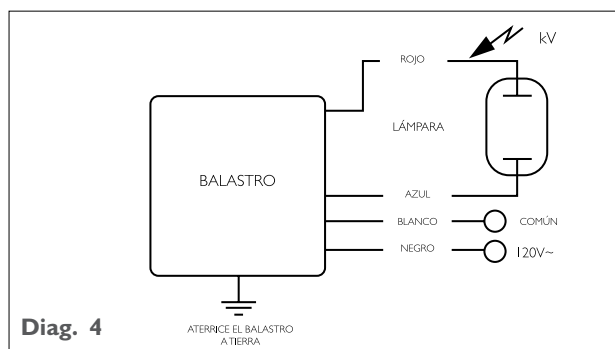 kV
ROJO
LÁMPARA
BALASTRO
AZUL
BLANCO
COMÚN
NEGRO
120V~
ATERRICE EL BALASTRO
A TIERRA
Diag. 4